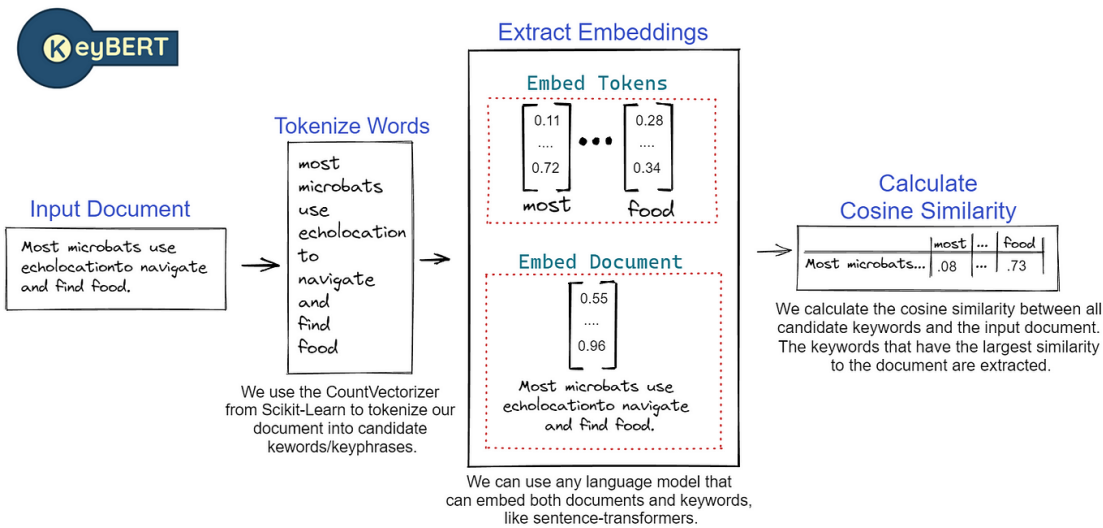 KeyBERT
Input Document
Most microbats use
echolocationto navigate
and find food.
Tokenize Words
most
microbats
use
echolocation
to
navigate
and
find
food
We use the CountVectorizer
from Scikit-Learn to tokenize our
document into candidate
kewords/keyphrases.
Extract Embeddings
Embed Tokens
0.11 0.28
.... ••• ....
0.72 0.34
most food
Embed Document
0.55
....
0.96
Most microbats use
echolocationto navigate
and find food.
We can use any language model that
can embed both documents and keywords,
like sentence-transformers.
Calculate
Cosine Similarity
most ... food
Most microbats... .08 ... .73
We calculate the cosine similarity between all
candidate keywords and the input document.
The keywords that have the largest similarity
to the document are extracted.